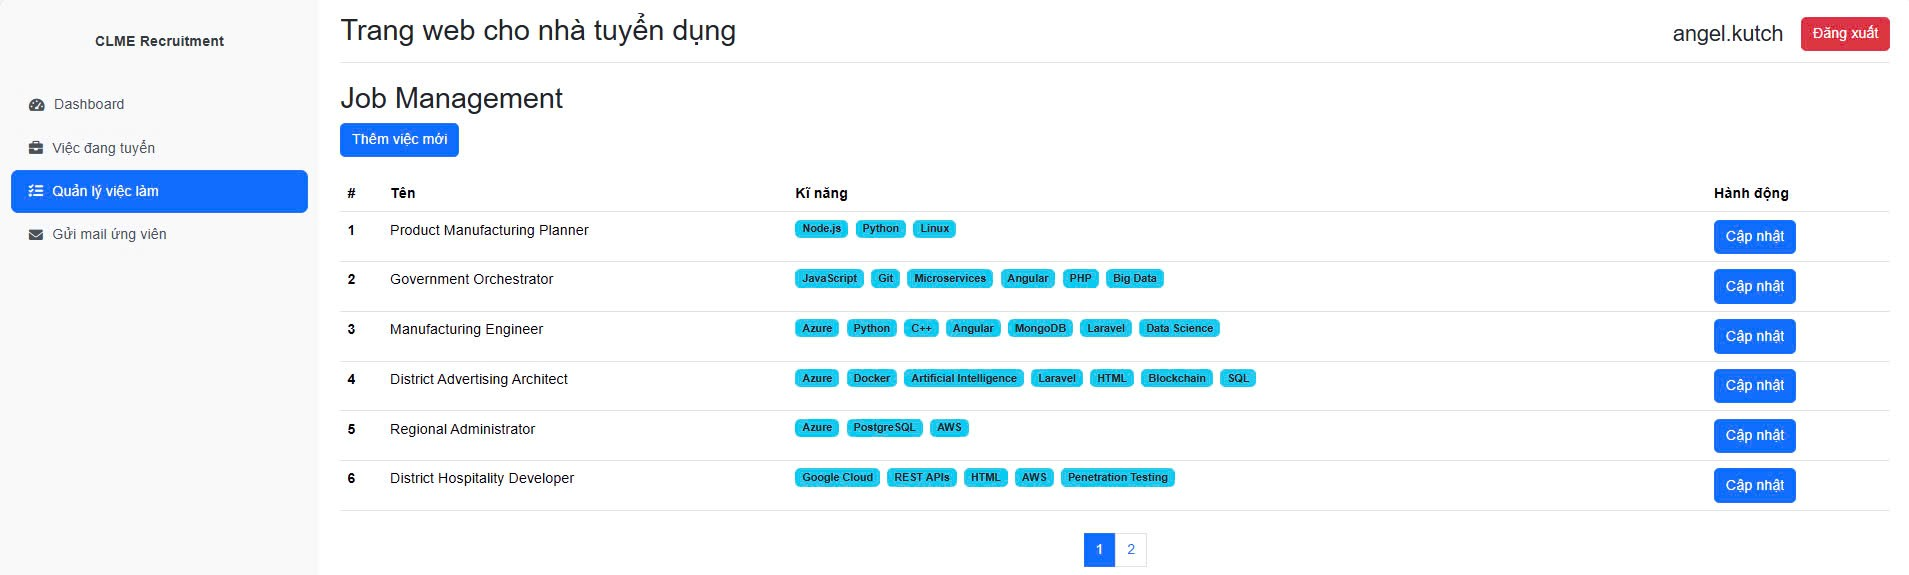 CLME Recruitment
Dashboard
Việc đang tuyển
Quản lý việc làm
Gửi mail ứng viên
Trang web cho nhà tuyển dụng
angel.kutch Đăng xuất
Job Management
Thêm việc mới
# Tên Kĩ năng Hành động
1 Product Manufacturing Planner Node.js Python Linux Cập nhật
2 Government Orchestrator JavaScript Git Microservices Angular PHP Big Data Cập nhật
3 Manufacturing Engineer Azure Python C++ Angular MongoDB Laravel Data Science Cập nhật
4 District Advertising Architect Azure Docker Artificial Intelligence Laravel HTML Blockchain SQL Cập nhật
5 Regional Administrator Azure PostgreSQL AWS Cập nhật
6 District Hospitality Developer Google Cloud REST APIs HTML AWS Penetration Testing Cập nhật
1 2